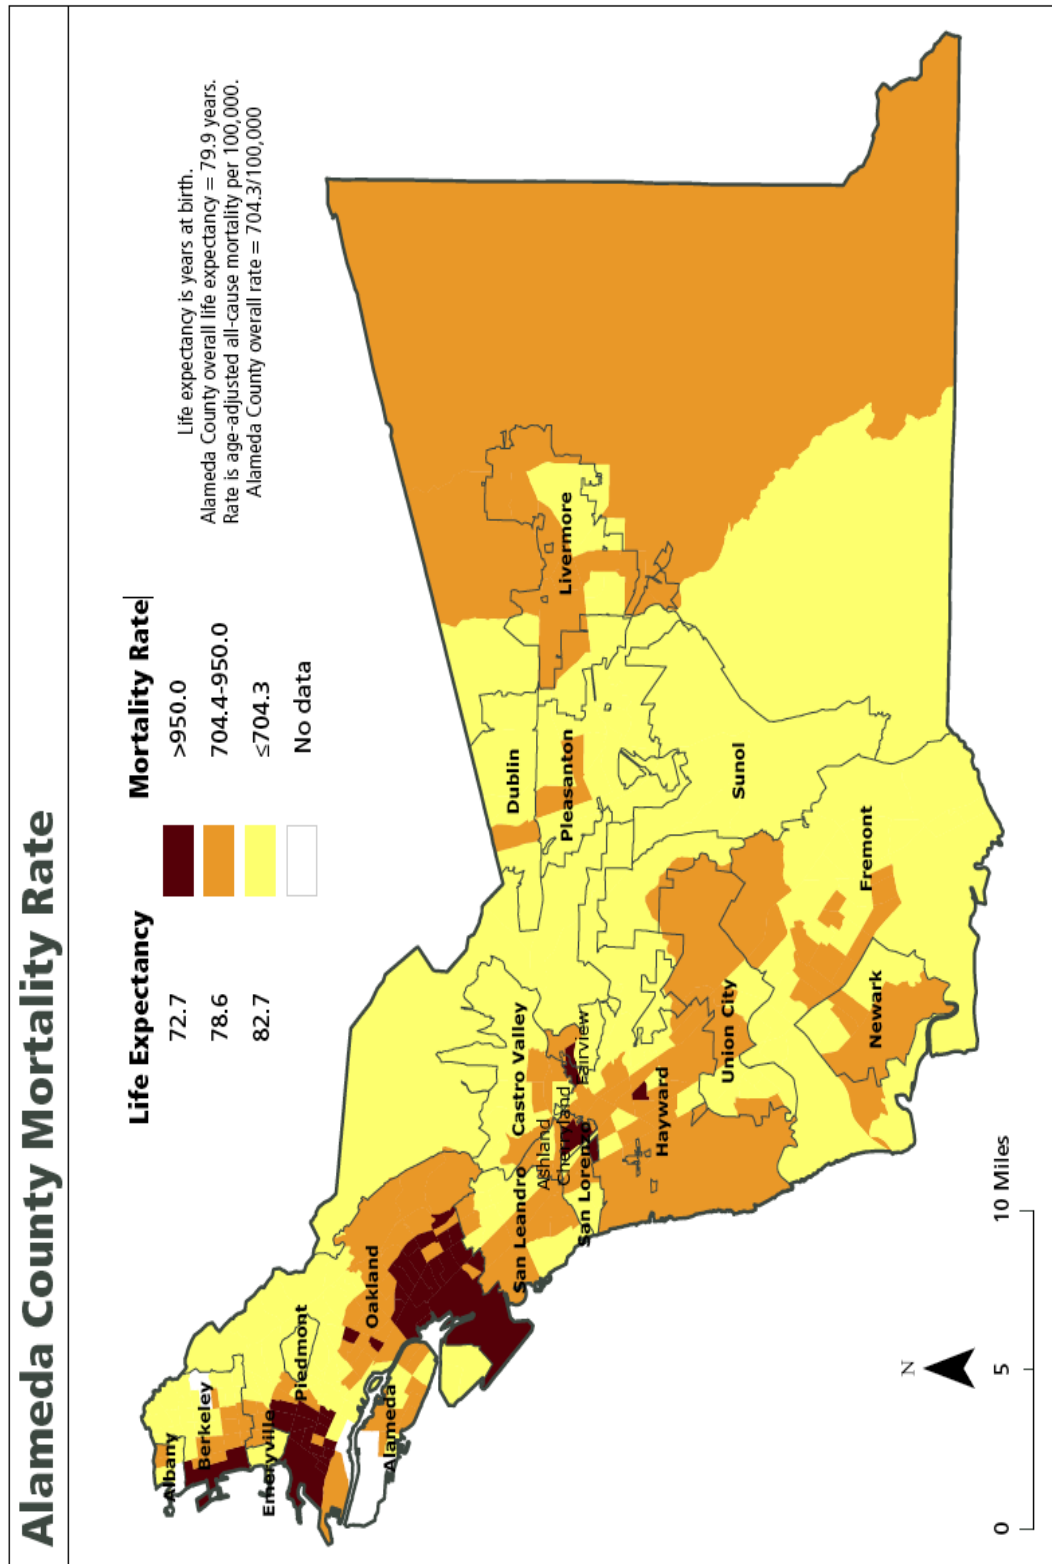 Alameda County Mortality Rate
Life Expectancy Mortality Rate
72.7 >950.0
78.6 704.4-950.0
82.7 ≤704.3
No data
Life expectancy is years at birth.
Alameda County overall life expectancy = 79.9 years.
Rate is age-adjusted all-cause mortality per 100,000.
Alameda County overall rate = 704.3/100,000
Albany
Berkeley
Emeryville
Piedmont
Oakland
Alameda
San Leandro
Ashland
Cherryland
San Lorenzo
Castro Valley
Fairview
Hayward
Union City
Newark
Fremont
Dublin
Pleasanton
Sunol
Livermore
N
0 5 10 Miles